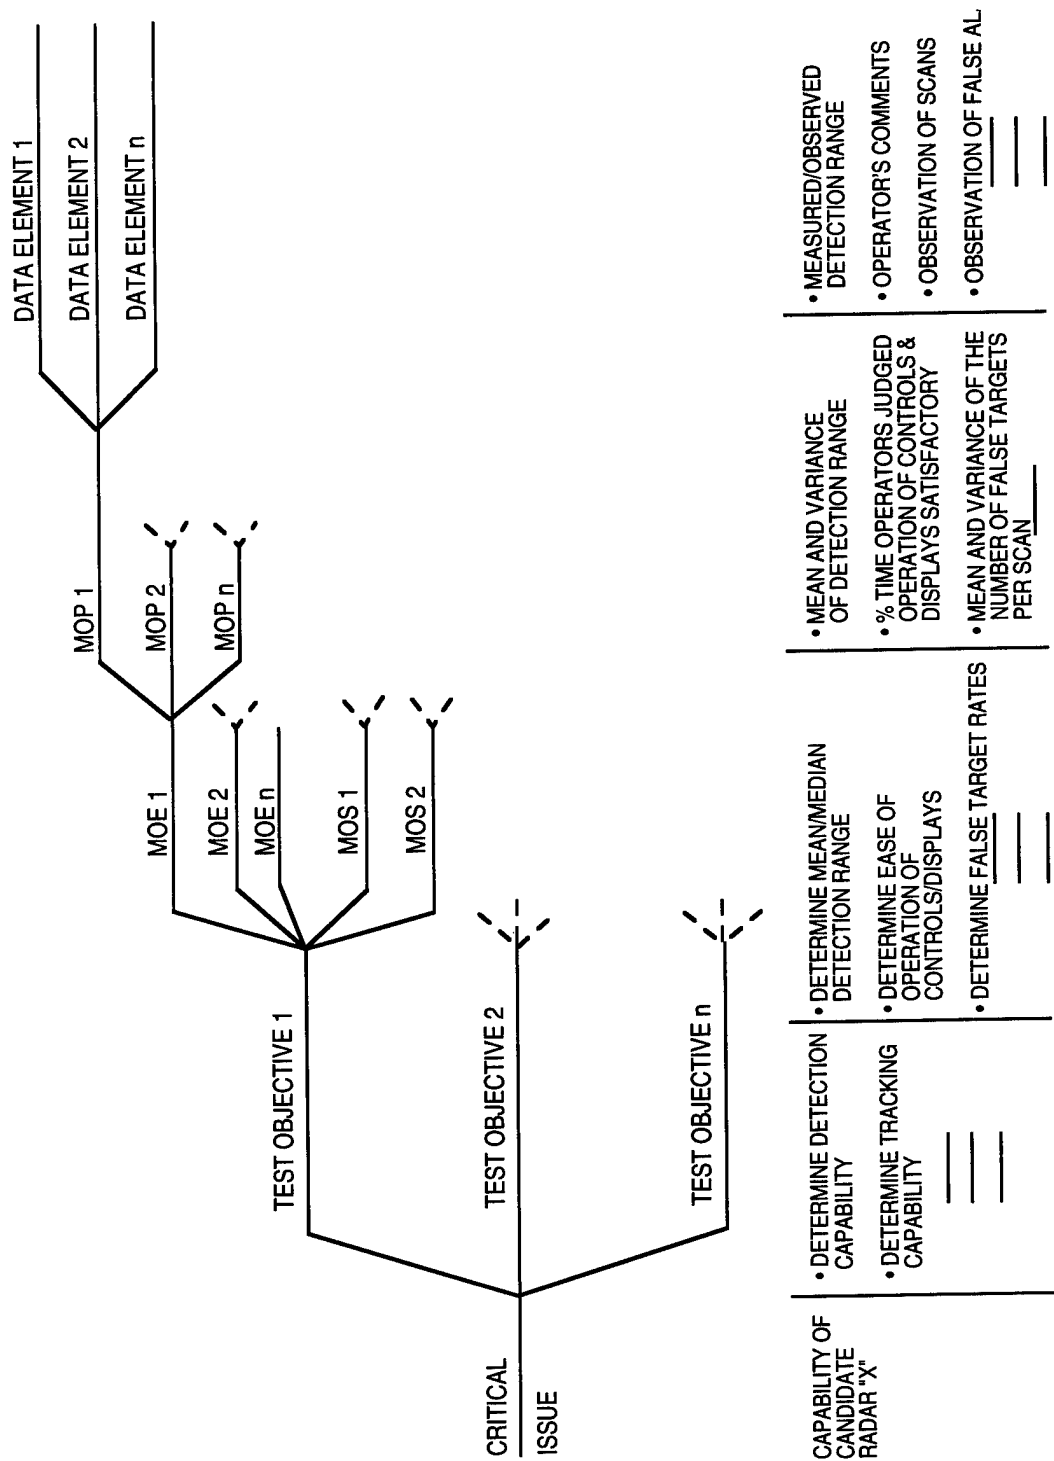 DATA ELEMENT 1
DATA ELEMENT 2
DATA ELEMENT n
MOP 1
MOP 2
MOP n
MOE 1
MOE 2
MOE n
MOS 1
MOS 2
TEST OBJECTIVE 1
TEST OBJECTIVE 2
TEST OBJECTIVE n
CRITICAL
ISSUE
CAPABILITY OF
CANDIDATE
RADAR "X"
• DETERMINE DETECTION
CAPABILITY
• DETERMINE TRACKING
CAPABILITY
• DETERMINE MEAN/MEDIAN
DETECTION RANGE
• DETERMINE EASE OF
OPERATION OF
CONTROLS/DISPLAYS
• DETERMINE FALSE TARGET RATES
• MEAN AND VARIANCE
OF DETECTION RANGE
• % TIME OPERATORS JUDGED
OPERATION OF CONTROLS &
DISPLAYS SATISFACTORY
• MEAN AND VARIANCE OF THE
NUMBER OF FALSE TARGETS
PER SCAN
• MEASURED/OBSERVED
DETECTION RANGE
• OPERATOR'S COMMENTS
• OBSERVATION OF SCANS
• OBSERVATION OF FALSE AL